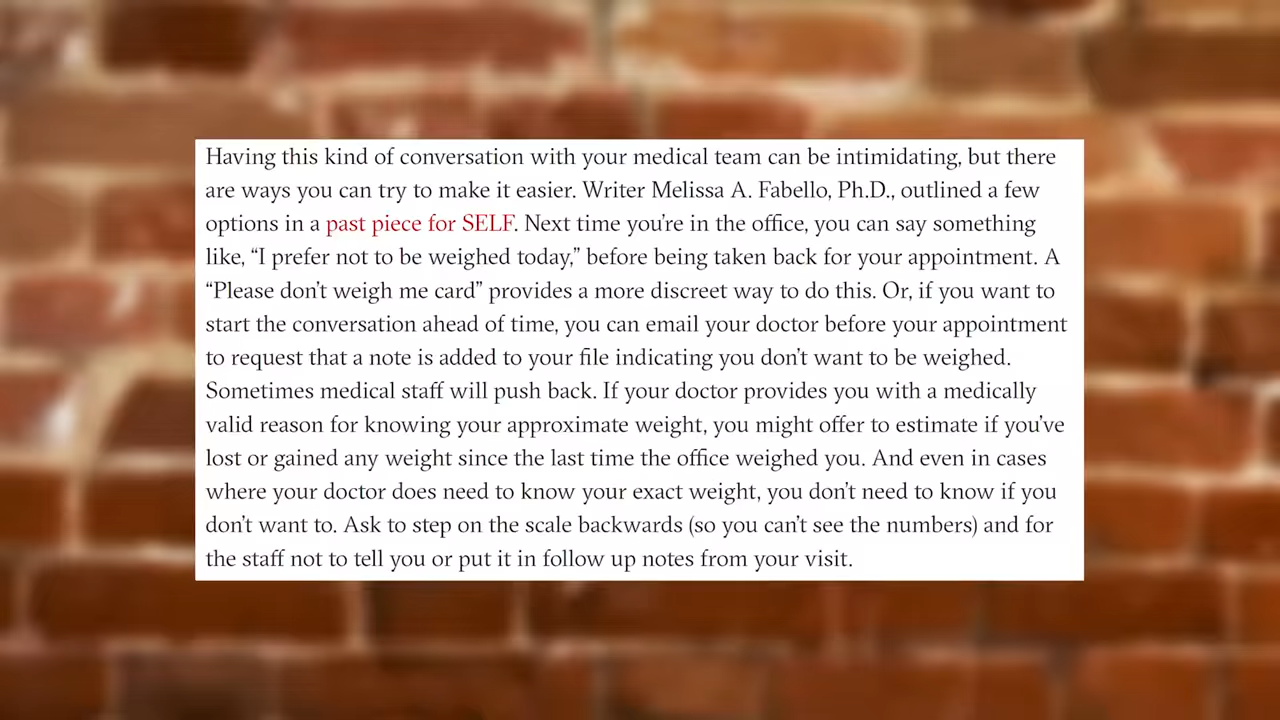 Having this kind of conversation with your medical team can be intimidating, but there
are ways you can try to make it easier. Writer Melissa A. Fabello, Ph.D., outlined a few
options in a past piece for SELF. Next time you’re in the office, you can say something
like, “I prefer not to be weighed today,” before being taken back for your appointment. A
“Please don’t weigh me card” provides a more discreet way to do this. Or, if you want to
start the conversation ahead of time, you can email your doctor before your appointment
to request that a note is added to your file indicating you don’t want to be weighed.
Sometimes medical staff will push back. If your doctor provides you with a medically
valid reason for knowing your approximate weight, you might offer to estimate if you’ve
lost or gained any weight since the last time the office weighed you. And even in cases
where your doctor does need to know your exact weight, you don’t need to know if you
don’t want to. Ask to step on the scale backwards (so you can’t see the numbers) and for
the staff not to tell you or put it in follow up notes from your visit.